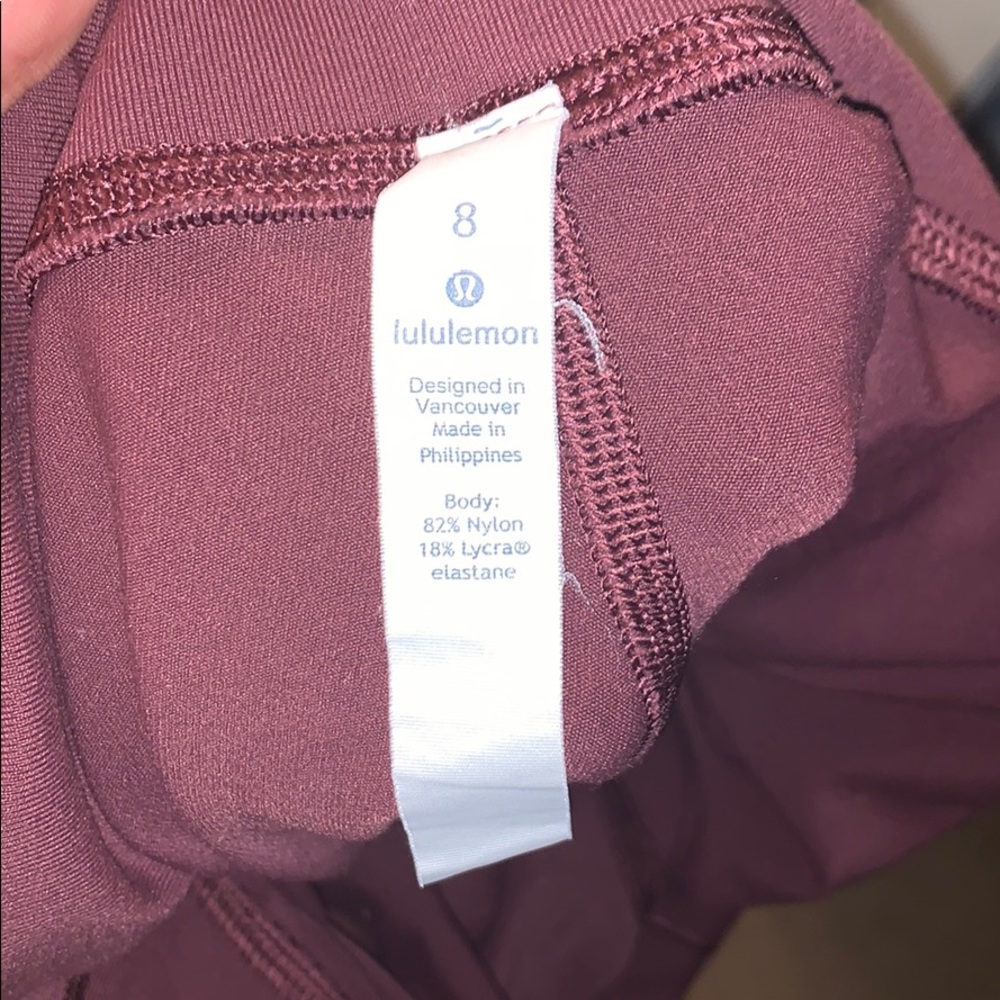 8
lululemon
Designed in
Vancouver
Made in
Philippines
Body:
82% Nylon
18% Lycra®
elastane